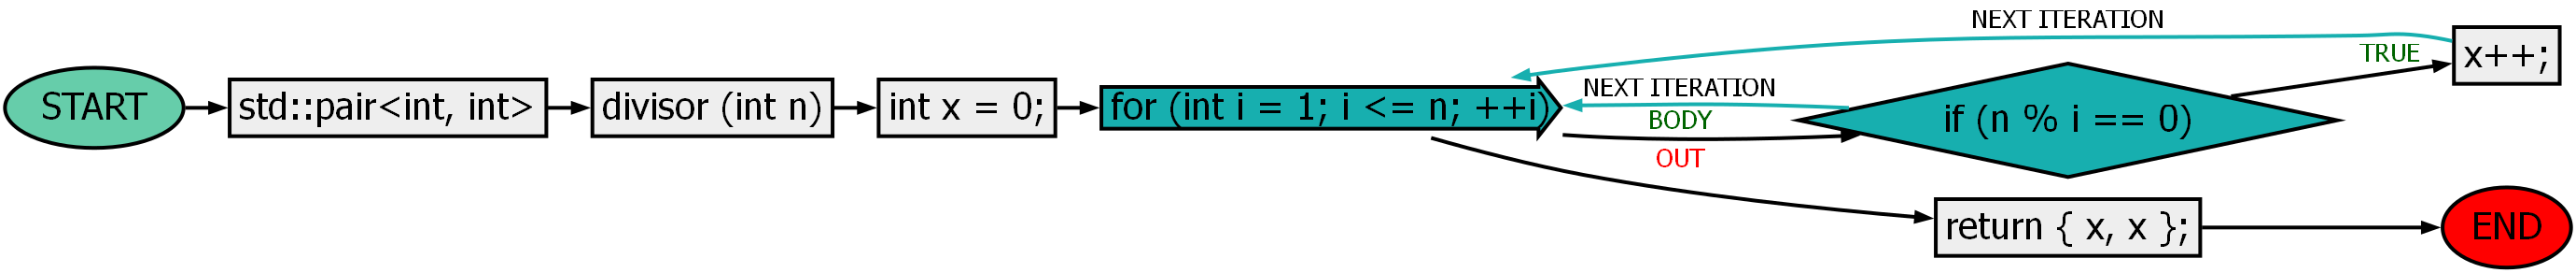 START
std::pair<int, int>
divisor (int n)
int x = 0;
for (int i = 1; i <= n; ++i)
NEXT ITERATION
NEXT ITERATION
BODY
OUT
if (n % i == 0)
TRUE
x++;
return { x, x };
END